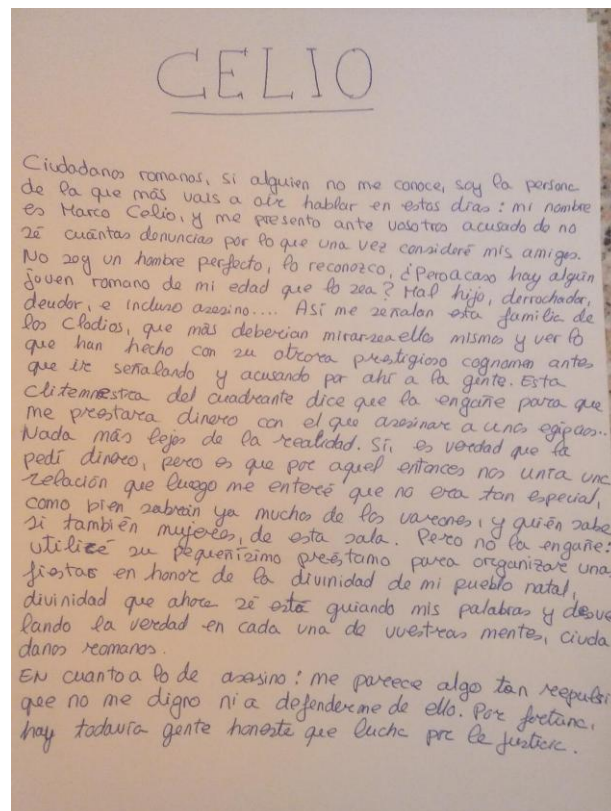 CELIO
Ciudadanos romanos, si alguien no me conoce, soy la persona
de la que más vais a oír hablar en estos días: mi nombre
es Marco Celio, y me presento ante vosotros acusado de no
sé cuántas denuncias por lo que una vez consideré mis amigos.
No soy un hombre perfecto, lo reconozco, ¿Pero acaso hay algún
joven romano de mi edad que lo sea? Mal hijo, derrochador,
deudor, e incluso asesino.... Así me señalan esta familia de
los Clodios, que más deberían mirarse a ellos mismos y ver lo
que han hecho con su otrora prestigioso cognomen antes
que ir señalando y acusando por ahí a la gente. Esta
Clitemnestra del cuadrante dice que la engañe para que
me prestara dinero con el que asesinar a unos egipcios..
Nada más lejos de la realidad. Sí, es verdad que la
pedí dinero, pero es que por aquel entonces nos unía una
relación que luego me enteré que no era tan especial,
como bien sabrán ya muchos de los varones, y quién sabe
si también mujeres, de esta sala. Pero no la engañe:
utilicé su pequeñísimo préstamo para organizar una
fiestas en honor de la divinidad de mi pueblo natal,
divinidad que ahora sé está guiando mis palabras y desve
lando la verdad en cada una de vuestras mentes, ciuda
danos romanos.
EN cuanto a lo de asesino: me parece algo tan repulsi
que no me digno ni a defenderme de ello. Por fortuna,
hay todavía gente honesta que lucha por la justicia.